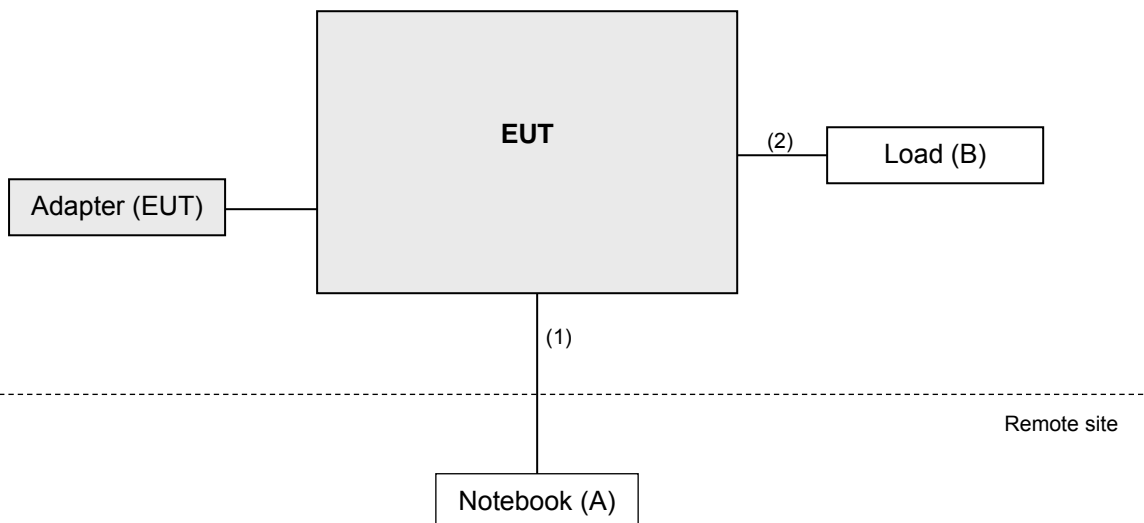 EUT
(2)
Load (B)
Adapter (EUT)
(1)
Remote site
Notebook (A)